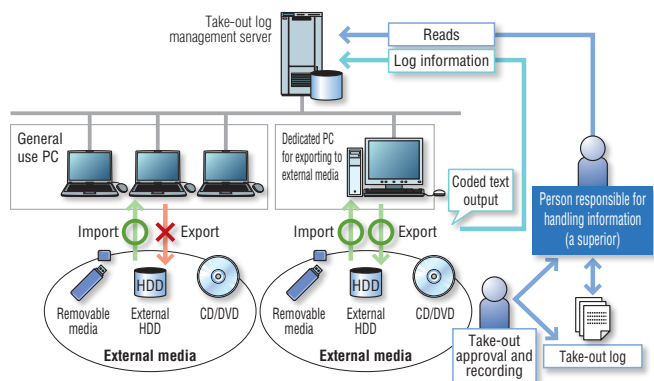 Take-out log
management server
Reads
Log information
General
use PC
Dedicated PC
for exporting to
external media
Coded text
output
Person responsible for
handling information
(a superior)
Import
Export
Import
Export
HDD
HDD
Removable
media
External
HDD
CD/DVD
External media
Removable
media
External
HDD
CD/DVD
External media
Take-out
approval and
recording
Take-out log